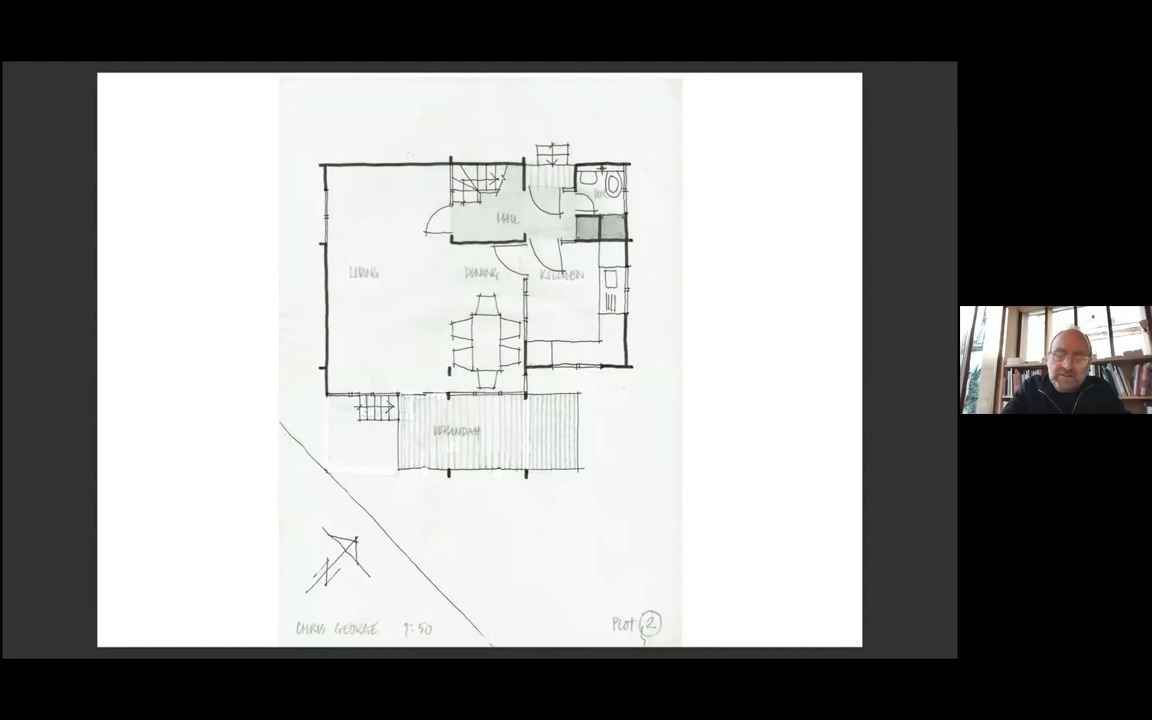 HALL
WC
LIVING
DINING
KITCHEN
VERANDAH
N
CHRIS GEORGE 1:50
PLOT 2